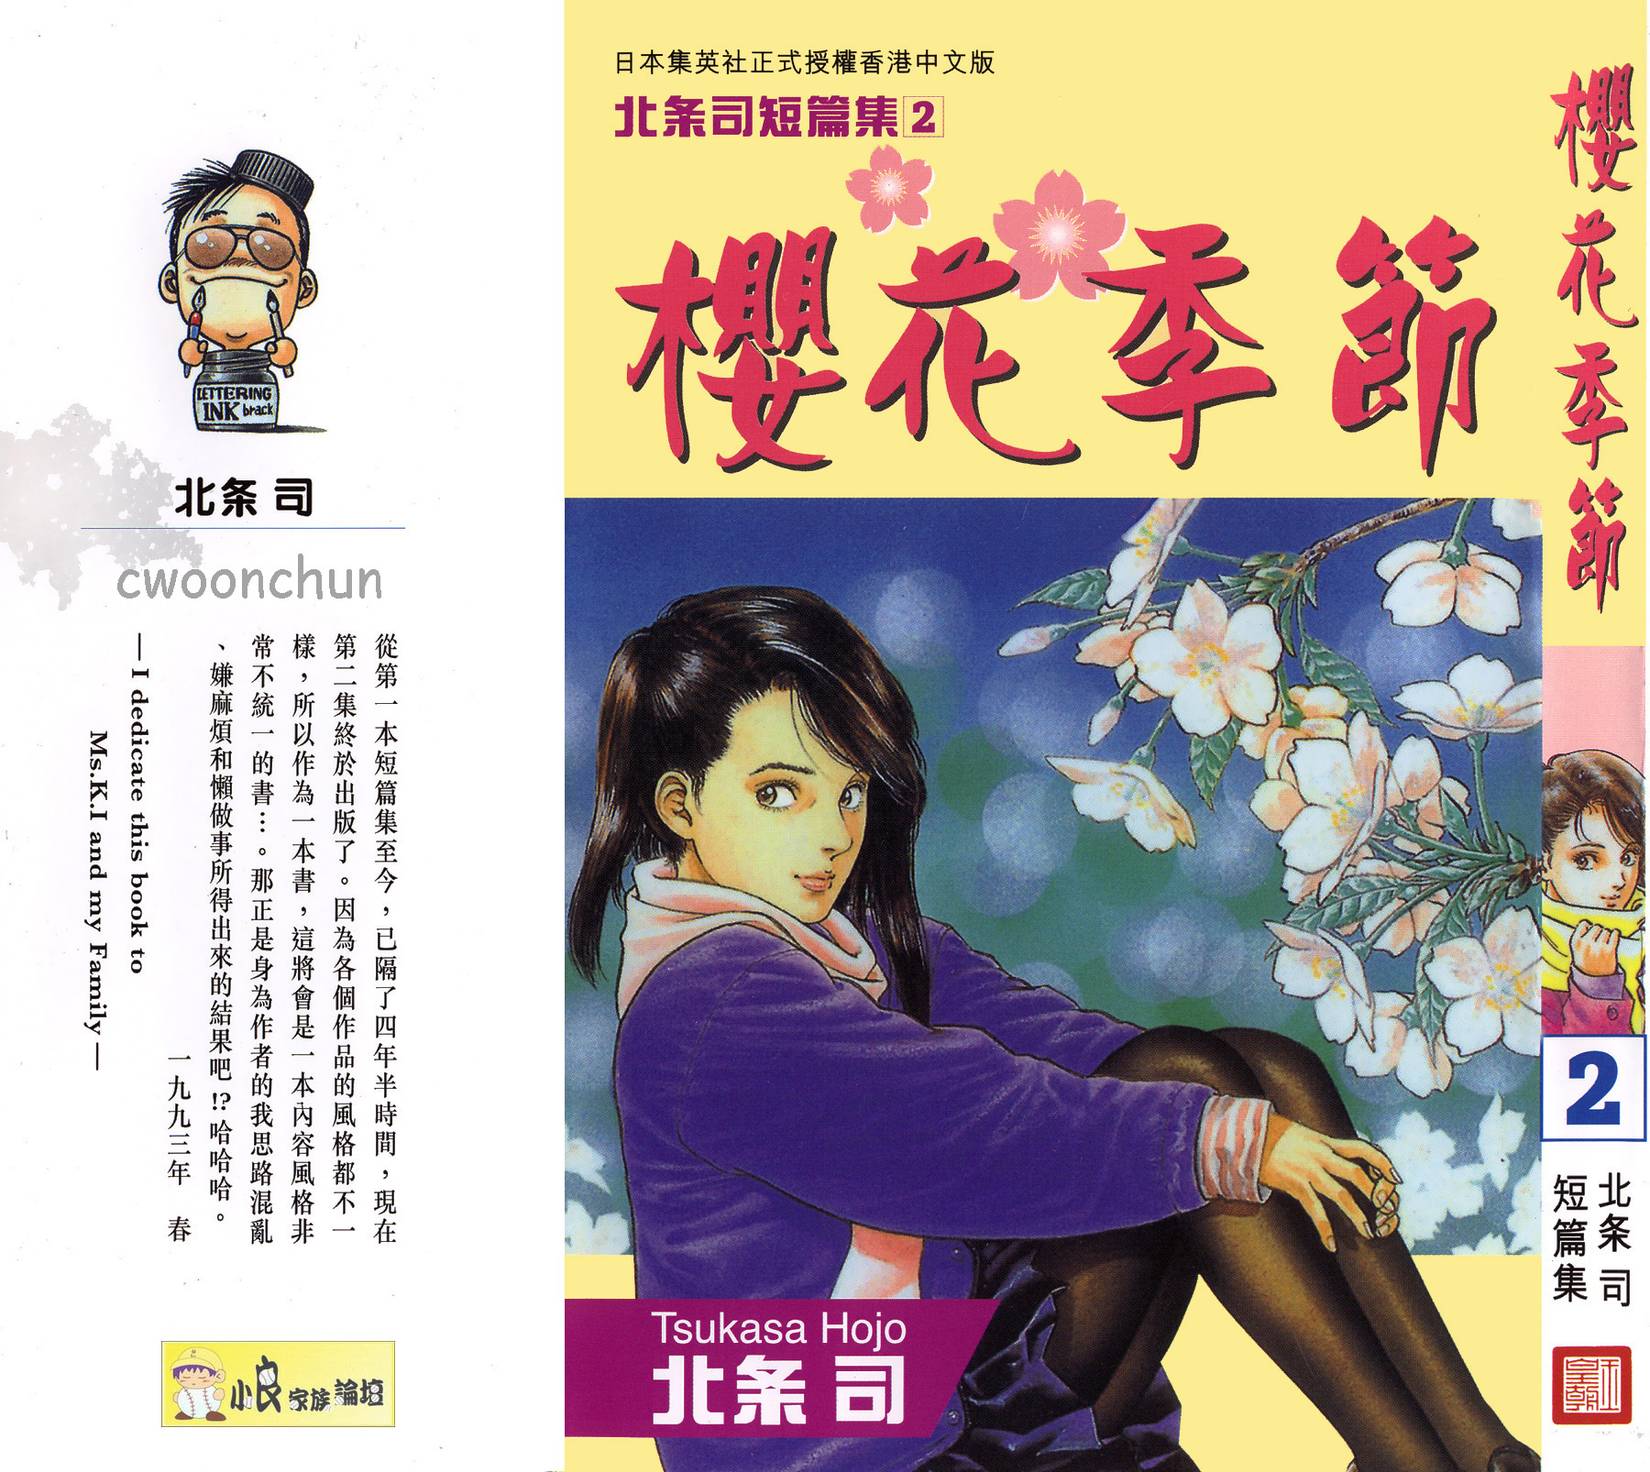 日本集英社正式授權香港中文版
北条司短篇集2
櫻花季節
Tsukasa Hojo
北条司
櫻花季節
2
北条司
短篇集
LETTERING
INK brack
北条 司
cwoonchun
從第一本短篇集至今，已隔了四年半時間，現在
第二集終於出版了。因為各個作品的風格都不一
樣，所以作為一本書，這將會是一本內容風格非
常不統一的書…。那正是身為作者的我思路混亂
、嫌麻煩和懶做事所得出來的結果吧!?哈哈哈。
一九九三年 春
—I dedicate this book to
Ms.K.I and my Family—
小良家族論壇